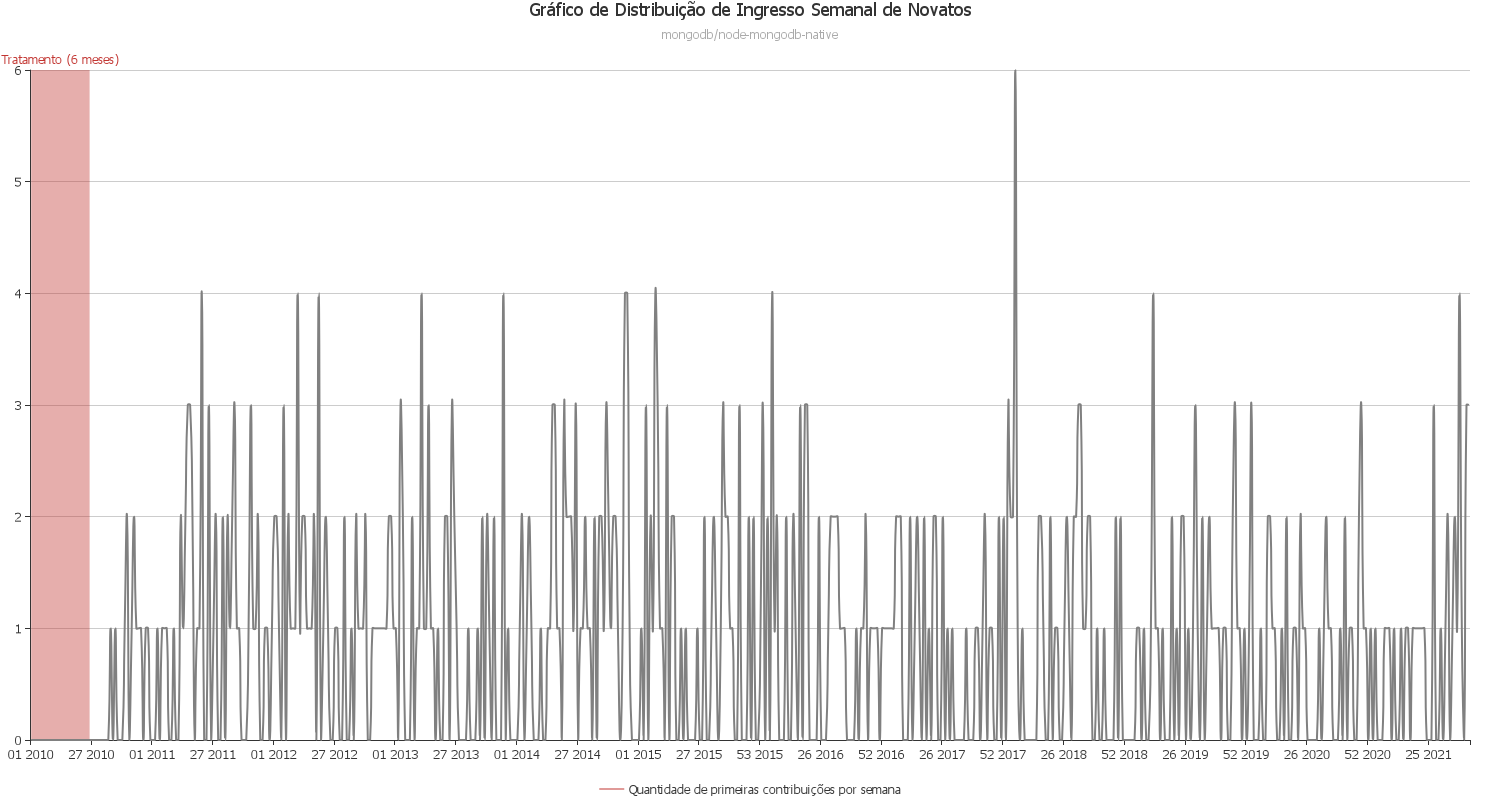 Gráfico de Distribuição de Ingresso Semanal de Novatos
mongodb/node-mongodb-native
Tratamento (6 meses)
6
5
4
3
2
1
0
01 2010 27 2010 01 2011 27 2011 01 2012 27 2012 01 2013 27 2013 01 2014 27 2014 01 2015 27 2015 53 2015 26 2016 52 2016 26 2017 52 2017 26 2018 52 2018 26 2019 52 2019 26 2020 52 2020 25 2021
Quantidade de primeiras contribuições por semana